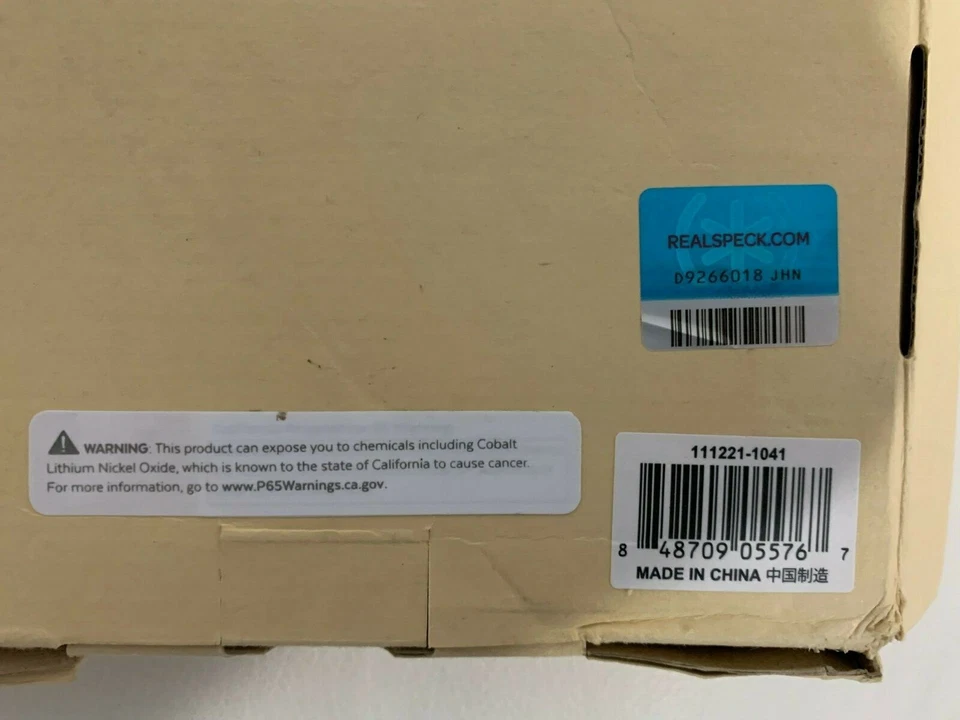 REALSPECK.COM
D9266018 JHN
WARNING: This product can expose you to chemicals including Cobalt
Lithium Nickel Oxide, which is known to the state of California to cause cancer.
For more information, go to www.P65Warnings.ca.gov.
111221-1041
8 48709 05576 7
MADE IN CHINA 中国制造